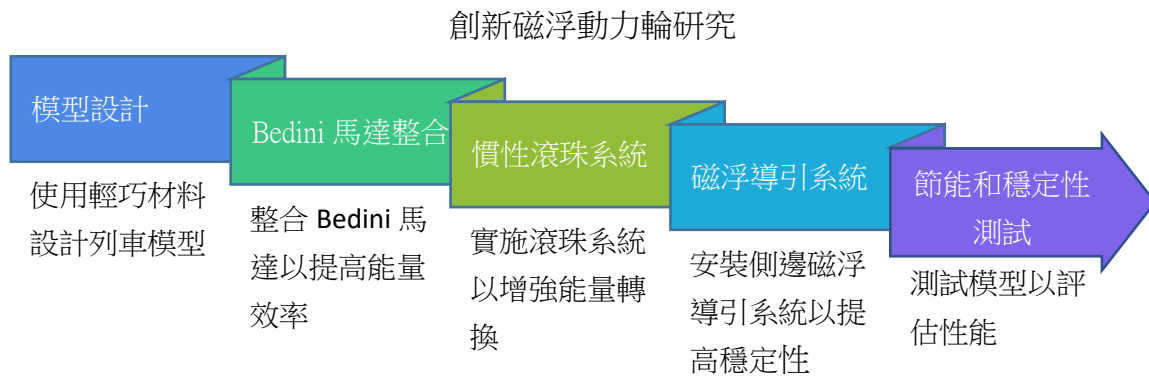 創新磁浮動力輪研究
模型設計
使用輕巧材料
設計列車模型
Bedini 馬達整合
整合 Bedini 馬
達以提高能量
效率
慣性滾珠系統
實施滾珠系統
以增強能量轉
換
磁浮導引系統
安裝側邊磁浮
導引系統以提
高穩定性
節能和穩定性
測試
測試模型以評
估性能